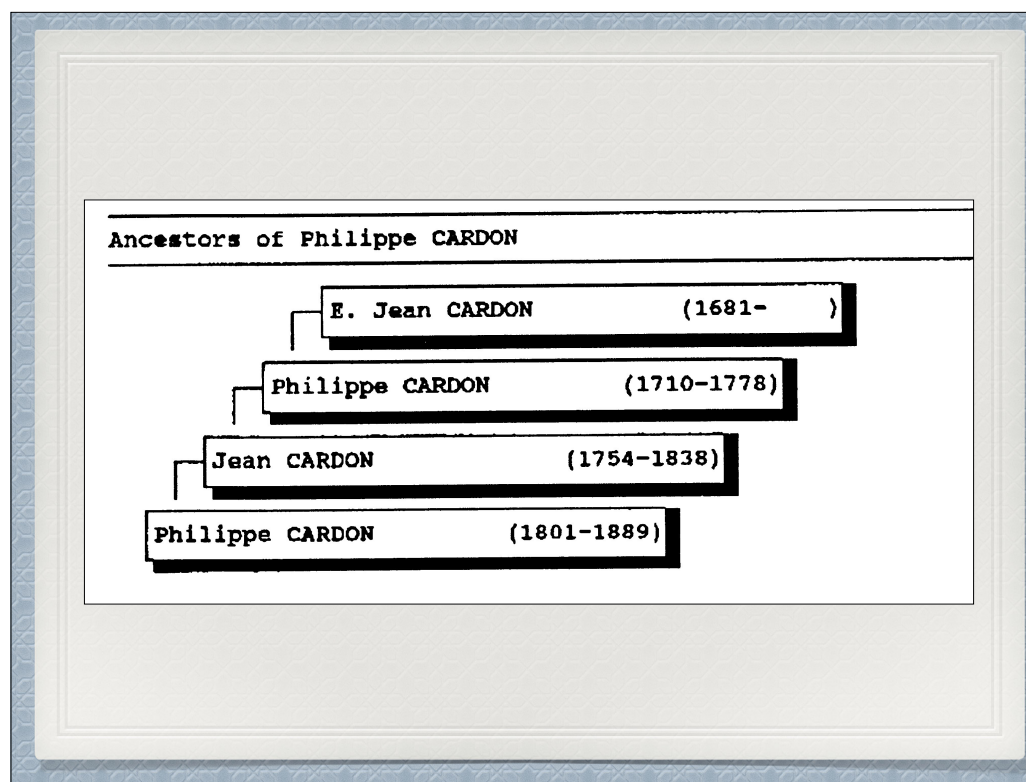 Ancestors of Philippe CARDON
E. Jean CARDON (1681- )
Philippe CARDON (1710-1778)
Jean CARDON (1754-1838)
Philippe CARDON (1801-1889)